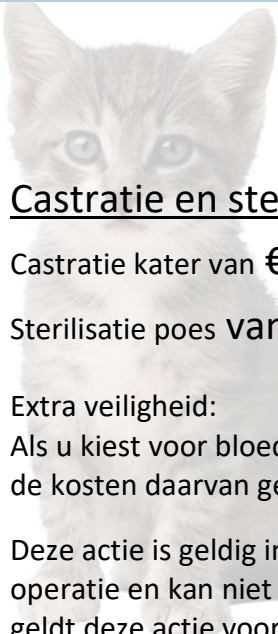 Castratie en ste
Castratie kater van €
Sterilisatie poes van
Extra veiligheid:
Als u kiest voor bloed
de kosten daarvan ge
Deze actie is geldig in
operatie en kan niet
geldt deze actie voor